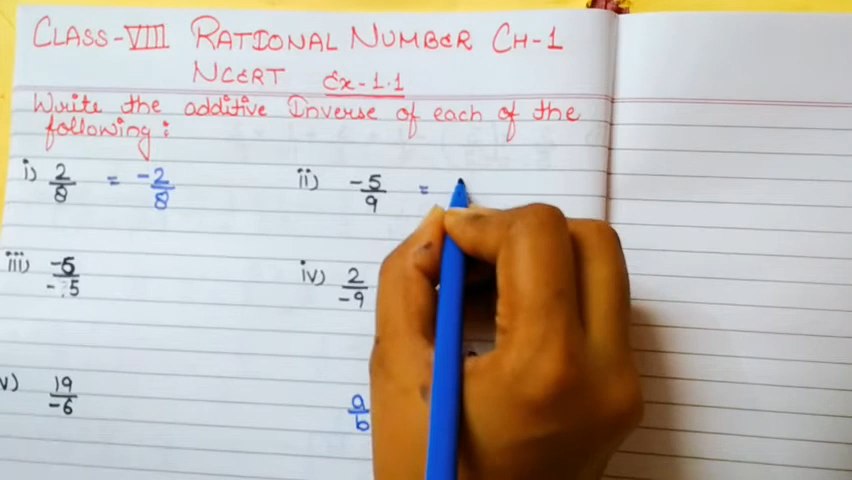 CLASS-VIII RATIONAL NUMBER CH-1
NCERT Ex-1.1
Write the additive Inverse of each of the
following:
i) 2/8 = -2/8 ii) -5/9 =
iii) -6/-5 iv) 2/-9
v) 19/-6 a/b